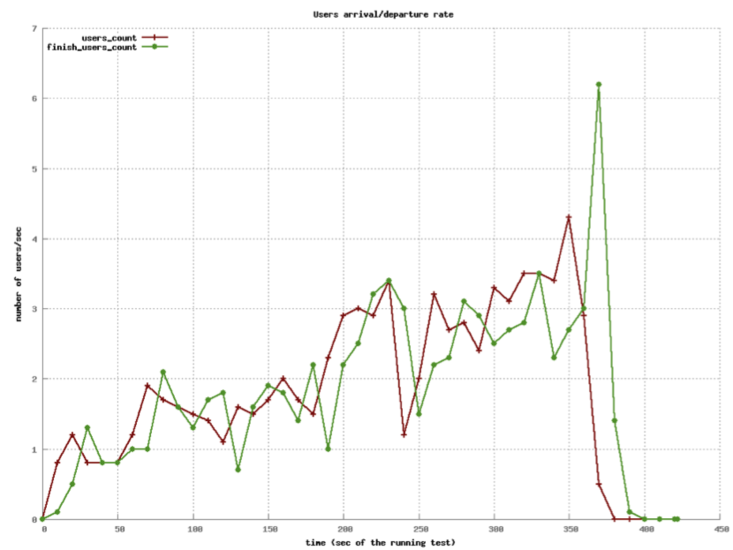 Users arrival/departure rate
7
users_count
finish_users_count
6
5
4
3
2
1
0
number of users/sec
0 50 100 150 200 250 300 350 400 450
time (sec of the running test)